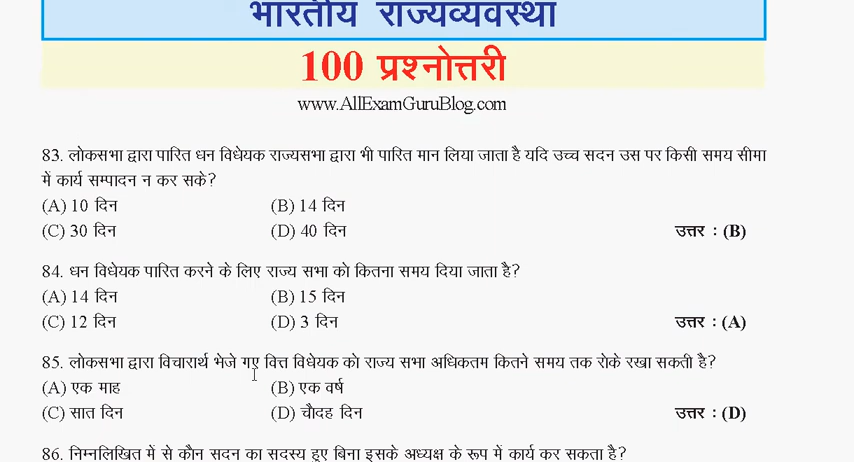 भारतीय राज्यव्यवस्था
100 प्रश्नोत्तरी
www.AllExamGuruBlog.com
83. लोकसभा द्वारा पारित धन विधेयक राज्यसभा द्वारा भी पारित मान लिया जाता है यदि उच्च सदन उस पर किसी समय सीमा
में कार्य सम्पादन न कर सके?
(A) 10 दिन (B) 14 दिन
(C) 30 दिन (D) 40 दिन उत्तर : (B)
84. धन विधेयक पारित करने के लिए राज्य सभा को कितना समय दिया जाता है?
(A) 14 दिन (B) 15 दिन
(C) 12 दिन (D) 3 दिन उत्तर : (A)
85. लोकसभा द्वारा विचारार्थ भेजे गए वित्त विधेयक को राज्य सभा अधिकतम कितने समय तक रोके रखा सकती है?
(A) एक माह (B) एक वर्ष
(C) सात दिन (D) चौदह दिन उत्तर : (D)
86. निम्नलिखित में से कौन सदन का सदस्य हुए बिना इसके अध्यक्ष के रूप में कार्य कर सकता है?